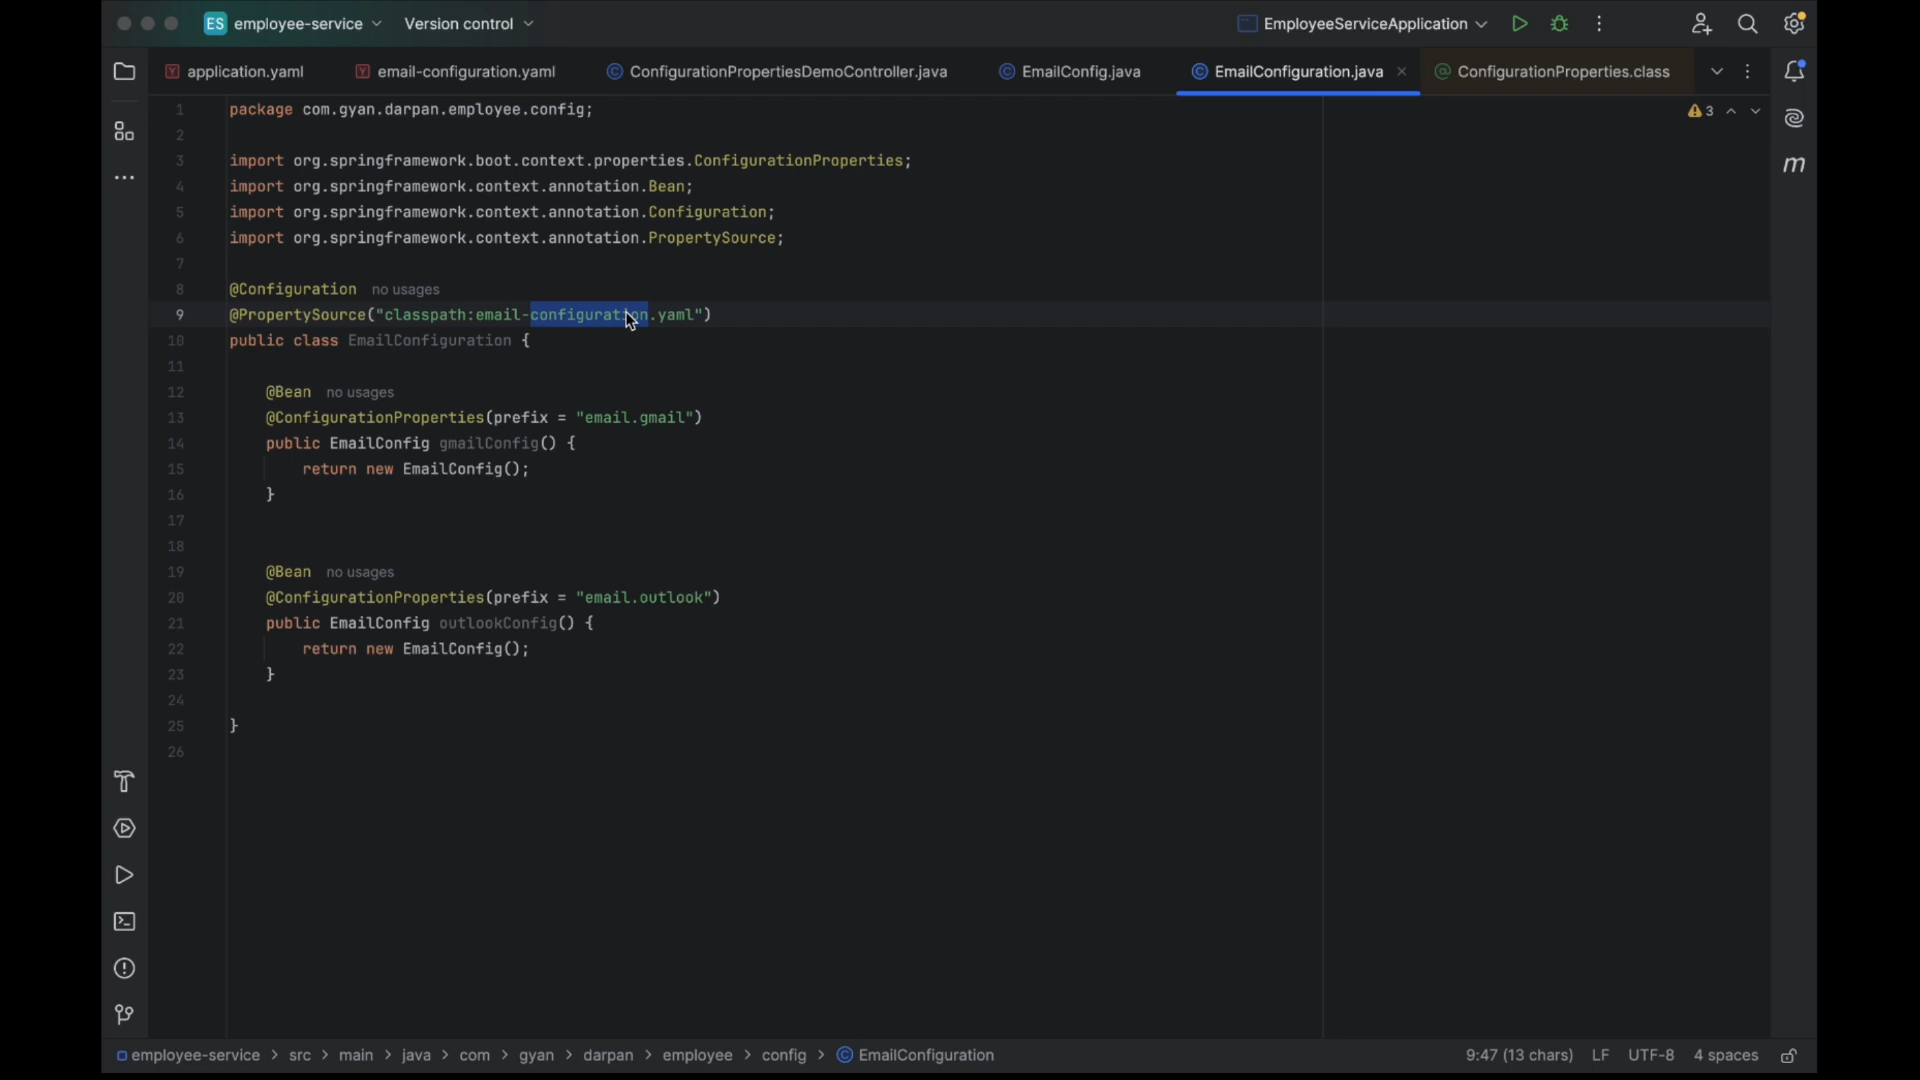 ES employee-service Version control EmployeeServiceApplication
application.yaml email-configuration.yaml ConfigurationPropertiesDemoController.java EmailConfig.java EmailConfiguration.java ConfigurationProperties.class
1 package com.gyan.darpan.employee.config; 3
2
3 import org.springframework.boot.context.properties.ConfigurationProperties;
4 import org.springframework.context.annotation.Bean;
5 import org.springframework.context.annotation.Configuration;
6 import org.springframework.context.annotation.PropertySource;
7
8 @Configuration no usages
9 @PropertySource("classpath:email-configuration.yaml")
10 public class EmailConfiguration {
11
12 @Bean no usages
13 @ConfigurationProperties(prefix = "email.gmail")
14 public EmailConfig gmailConfig() {
15 return new EmailConfig();
16 }
17
18
19 @Bean no usages
20 @ConfigurationProperties(prefix = "email.outlook")
21 public EmailConfig outlookConfig() {
22 return new EmailConfig();
23 }
24
25 }
26
employee-service > src > main > java > com > gyan > darpan > employee > config > EmailConfiguration 9:47 (13 chars) LF UTF-8 4 spaces